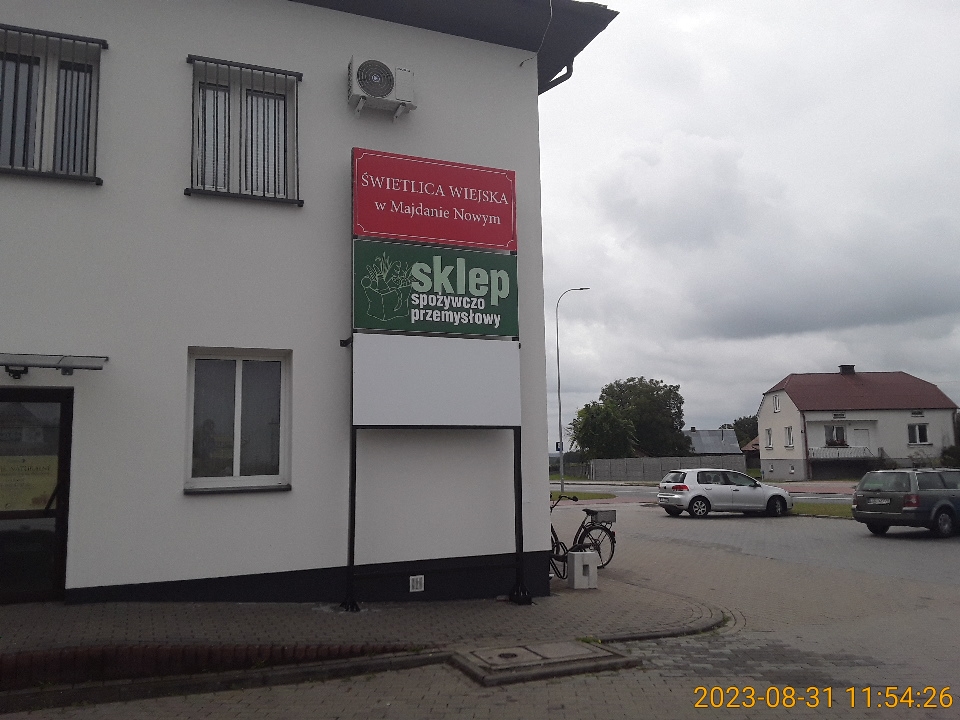 ŚWIETLICA WIEJSKA
w Majdanie Nowym
sklep
spożywczo
przemysłowy
2023-08-31 11:54:26